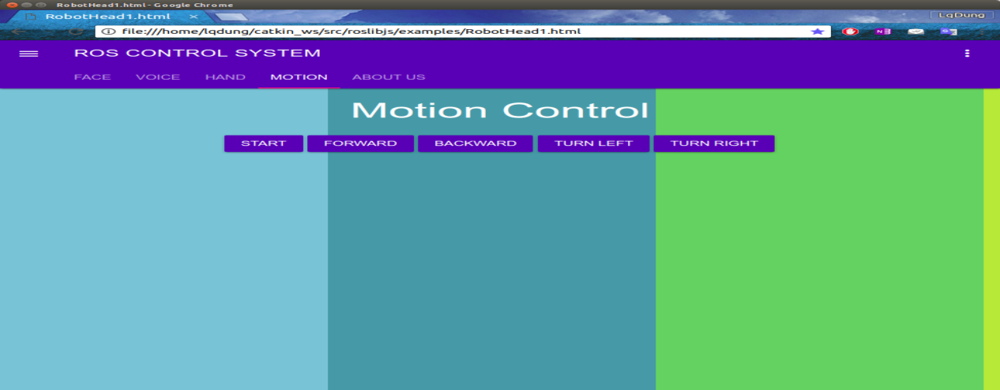 RobotHead1.html - Google Chrome
RobotHead1.html
LqDung
file:///home/lqdung/catkin_ws/src/roslibjs/examples/RobotHead1.html
ROS CONTROL SYSTEM
FACE VOICE HAND MOTION ABOUT US
Motion Control
START FORWARD BACKWARD TURN LEFT TURN RIGHT